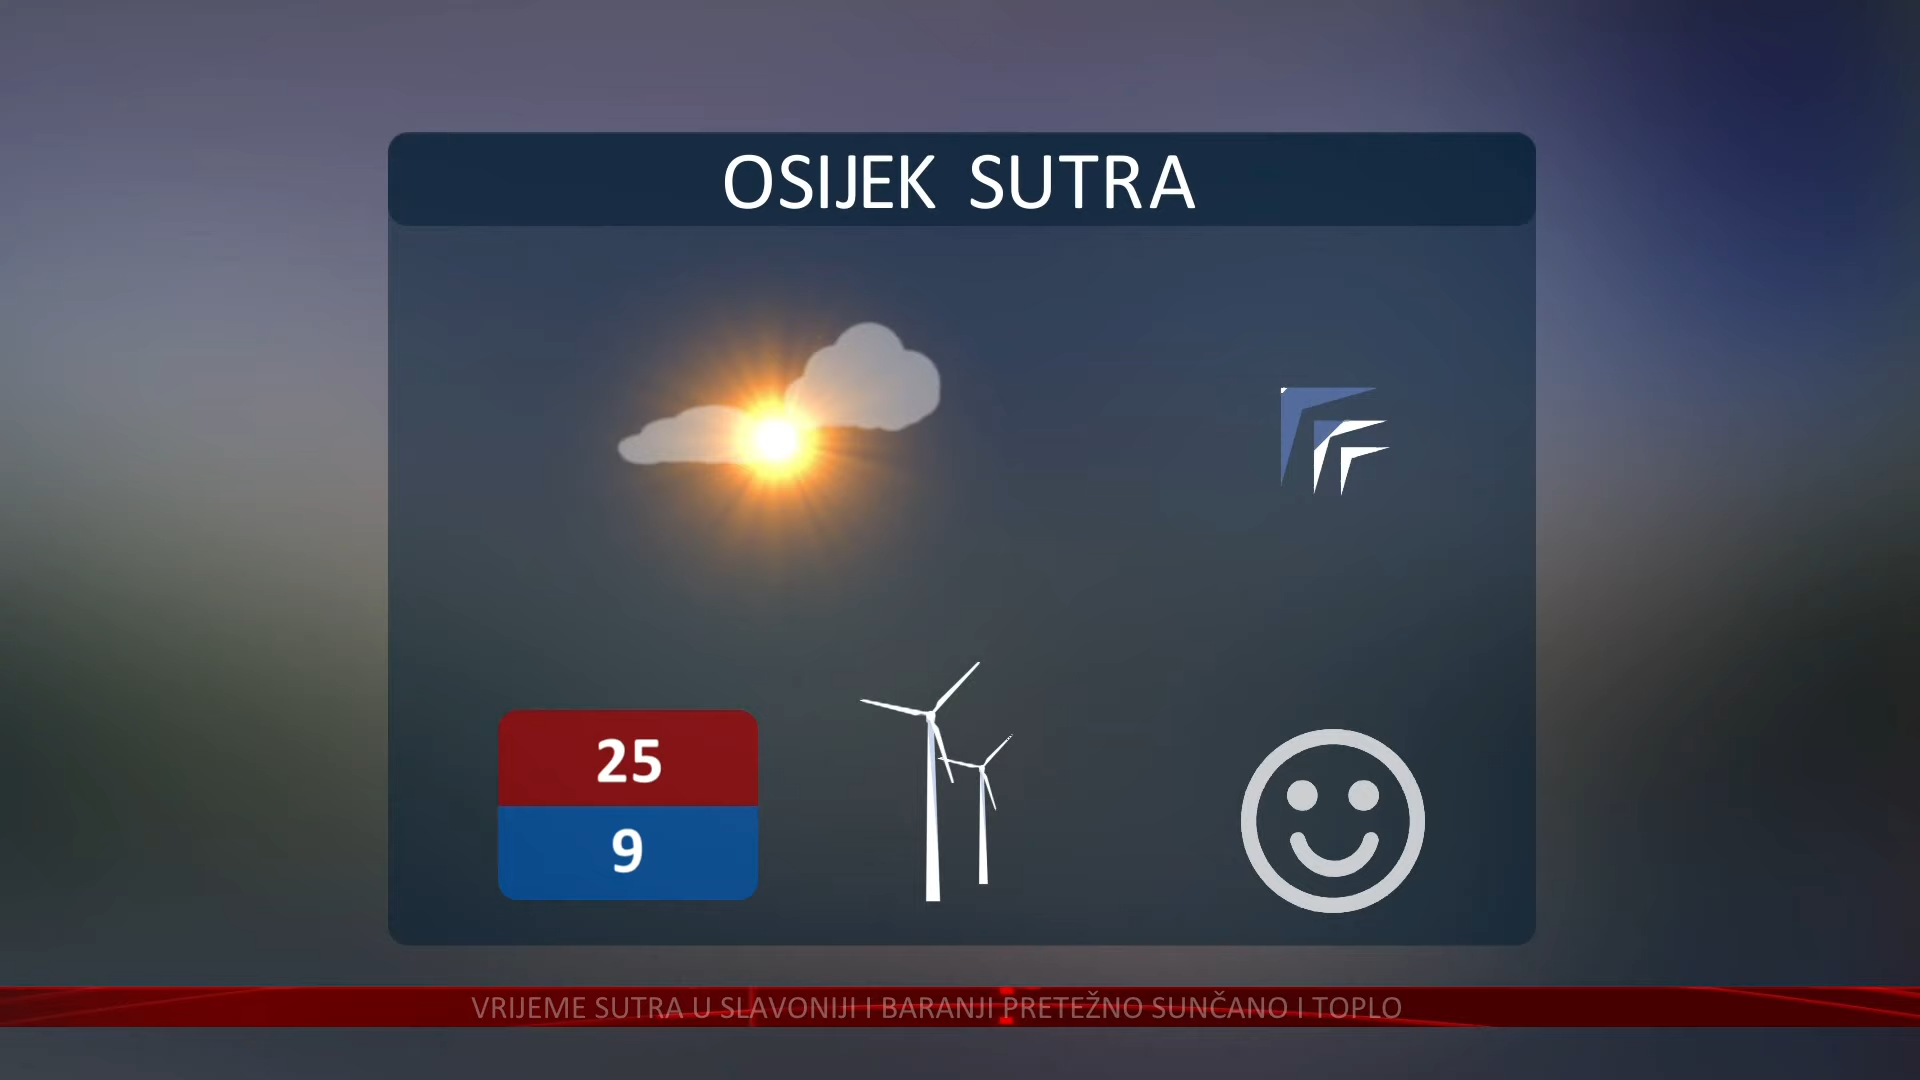 OSIJEK SUTRA
25
9
VRIJEME SUTRA U SLAVONIJI I BARANJI PRETEŽNO SUNČANO I TOPLO